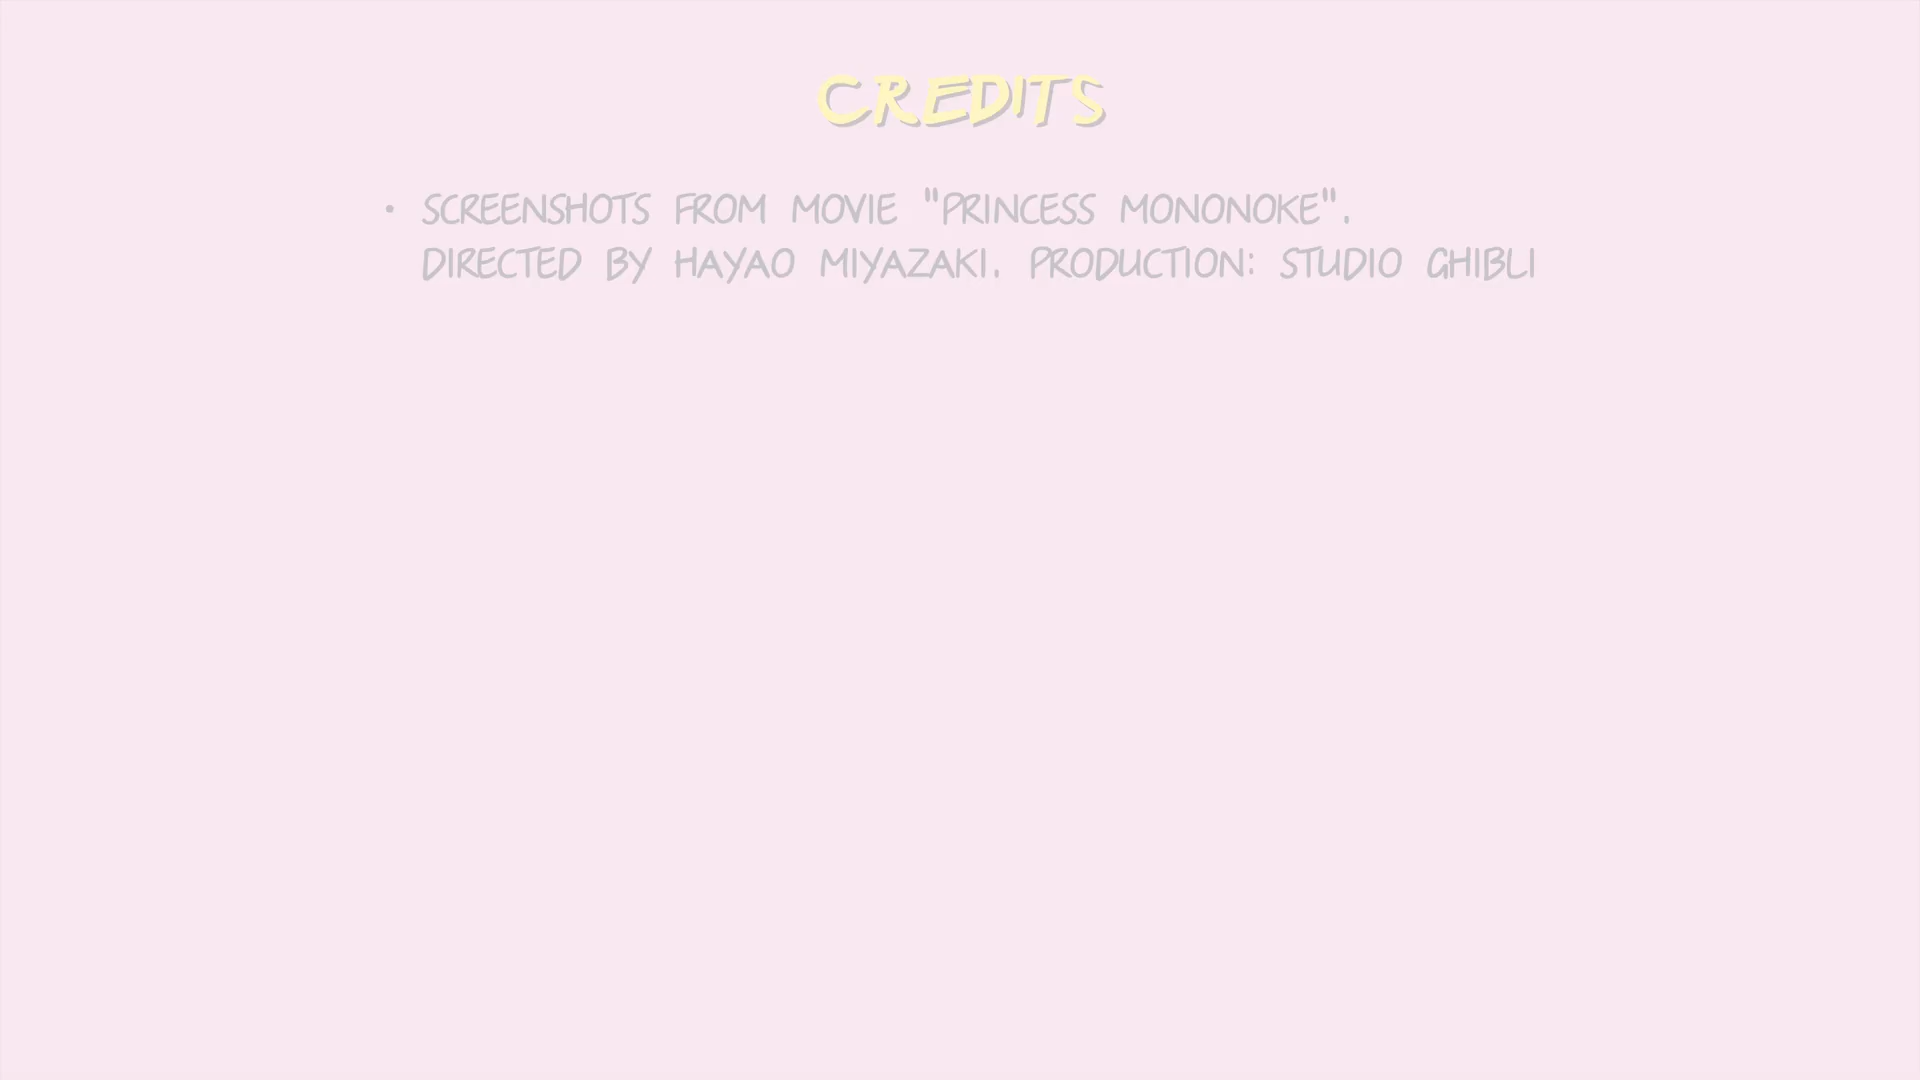 CREDITS
• SCREENSHOTS FROM MOVIE "PRINCESS MONONOKE".
DIRECTED BY HAYAO MIYAZAKI. PRODUCTION: STUDIO GHIBLI